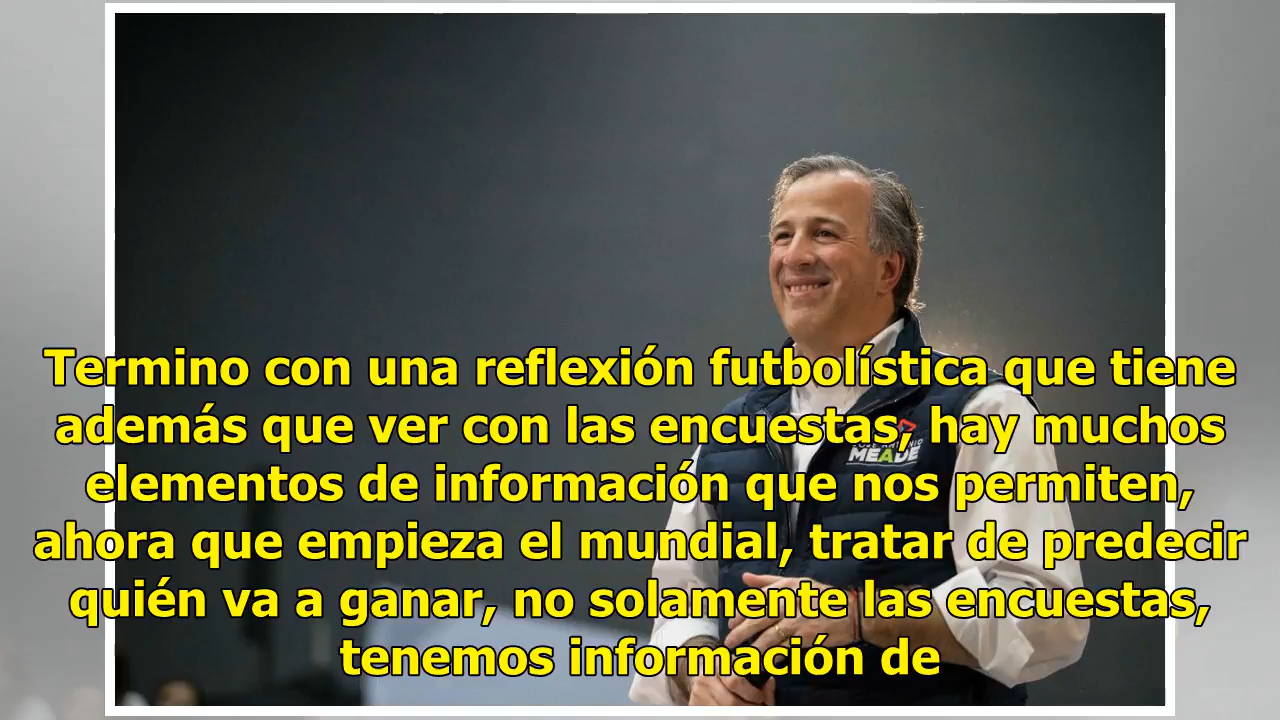 Termino con una reflexión futbolística que tiene
además que ver con las encuestas, hay muchos
elementos de información que nos permiten,
ahora que empieza el mundial, tratar de predecir
quién va a ganar, no solamente las encuestas,
tenemos información de
MEADE